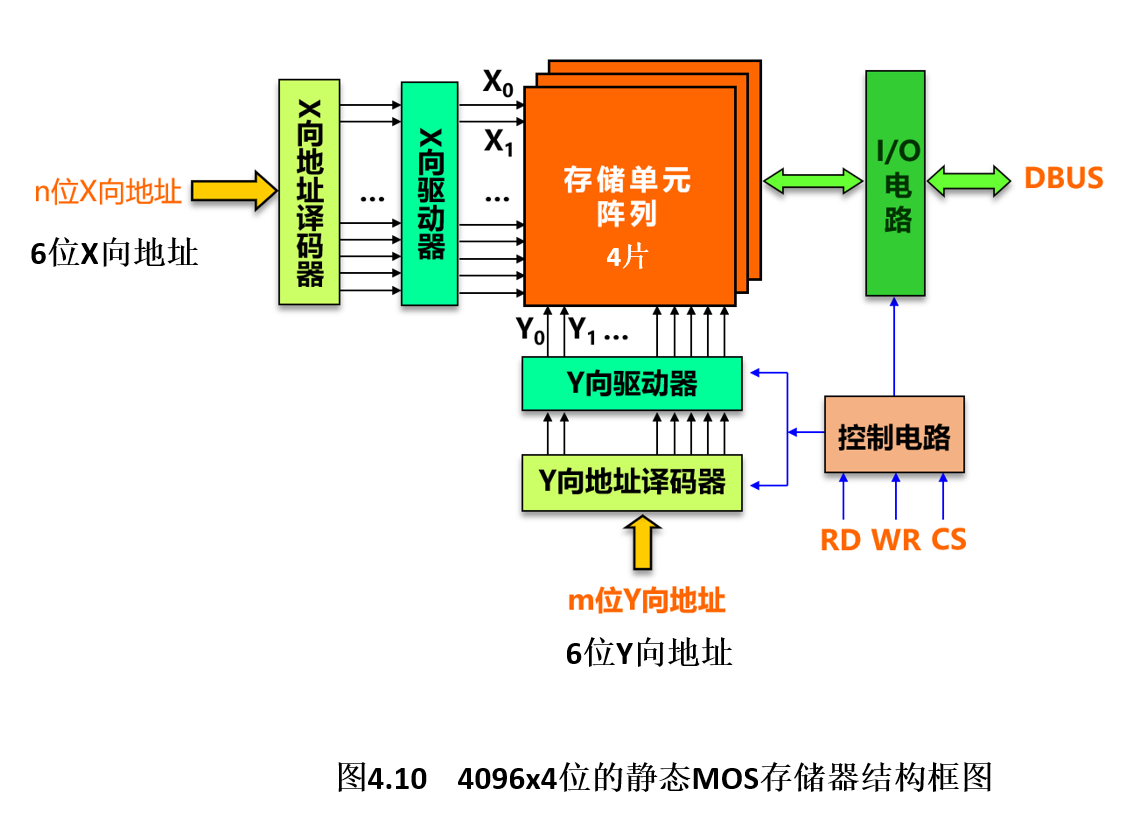 n位X向地址
6位X向地址
X向地址译码器
...
X向驱动器
X0
X1
...
存储单元
阵列
4片
I/O
电
路
DBUS
Y0 Y1 ...
Y向驱动器
Y向地址译码器
控制电路
RD WR CS
m位Y向地址
6位Y向地址
图4.10 4096x4位的静态MOS存储器结构框图